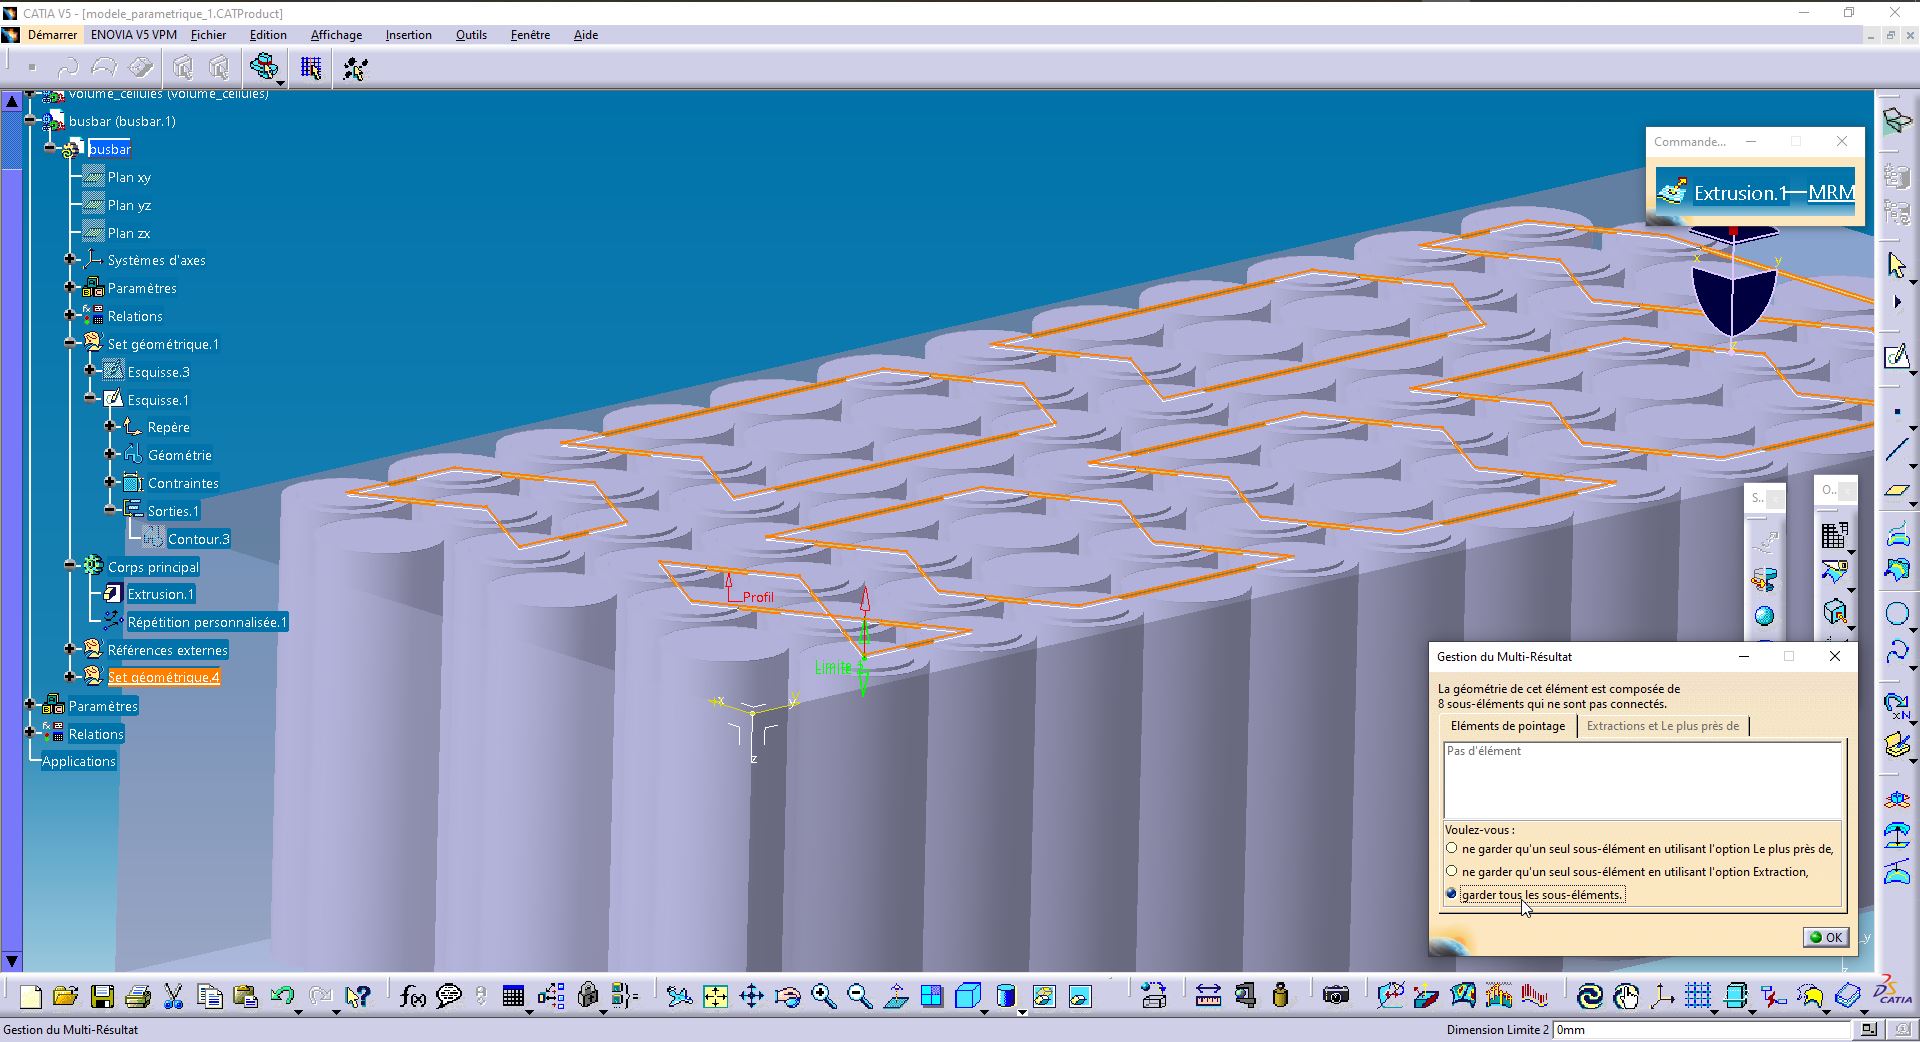 CATIA V5 - [modele_parametrique_1.CATProduct]
Démarrer ENOVIA V5 VPM Fichier Edition Affichage Insertion Outils Fenêtre Aide
volume_cellules (volume_cellules)
busbar (busbar.1)
busbar
Plan xy
Plan yz
Plan zx
Systèmes d'axes
Paramètres
Relations
Set géométrique.1
Esquisse.3
Esquisse.1
Repère
Géométrie
Contraintes
Sorties.1
Contour.3
Corps principal
Extrusion.1
Répétition personnalisée.1
Références externes
Set géométrique.4
Paramètres
Relations
Applications
Commande...
Extrusion.1 MRM
x
y
z
Profil
Limite
x
y
z
S..
O..
Gestion du Multi-Résultat
La géométrie de cet élément est composée de
8 sous-éléments qui ne sont pas connectés.
Eléments de pointage
Extractions et Le plus près de
Pas d'élément
Voulez-vous :
ne garder qu'un seul sous-élément en utilisant l'option Le plus près de,
ne garder qu'un seul sous-élément en utilisant l'option Extraction,
garder tous les sous-éléments.
OK
y
f(x)
CATIA
Gestion du Multi-Résultat
Dimension Limite 2 0mm